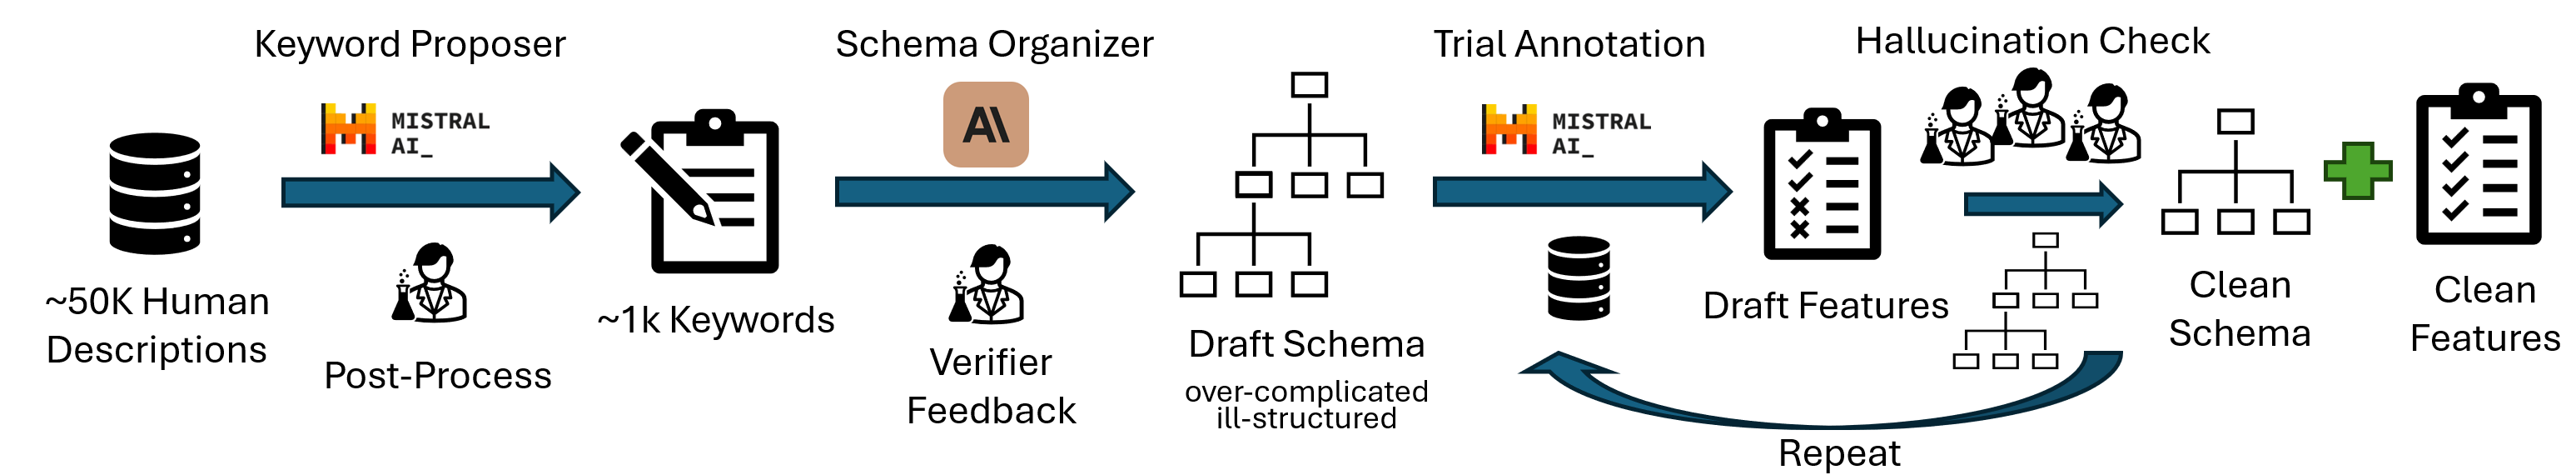 Keyword Proposer
MISTRAL
AI_
~50K Human
Descriptions
Post-Process
~1k Keywords
Schema Organizer
A\
Verifier
Feedback
Draft Schema
over-complicated
ill-structured
Trial Annotation
MISTRAL
AI_
Draft Features
Hallucination Check
Repeat
Clean
Schema
Clean
Features